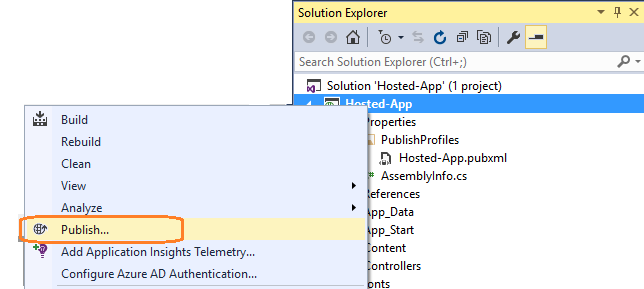 Solution Explorer
Search Solution Explorer (Ctrl+;)
Solution 'Hosted-App' (1 project)
Hosted-App
Build
Properties
Rebuild
PublishProfiles
Clean
Hosted-App.pubxml
View
AssemblyInfo.cs
Analyze
References
Publish...
App_Data
App_Start
Add Application Insights Telemetry...
Content
Configure Azure AD Authentication...
Controllers
onts